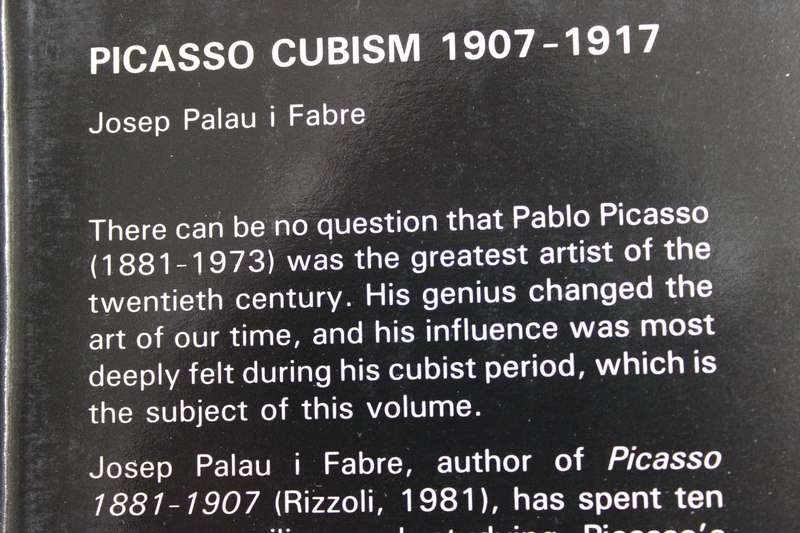 PICASSO CUBISM 1907-1917
Josep Palau i Fabre
There can be no question that Pablo Picasso
(1881-1973) was the greatest artist of the
twentieth century. His genius changed the
art of our time, and his influence was most
deeply felt during his cubist period, which is
the subject of this volume.
Josep Palau i Fabre, author of Picasso
1881-1907 (Rizzoli, 1981), has spent ten
studying Picasso's